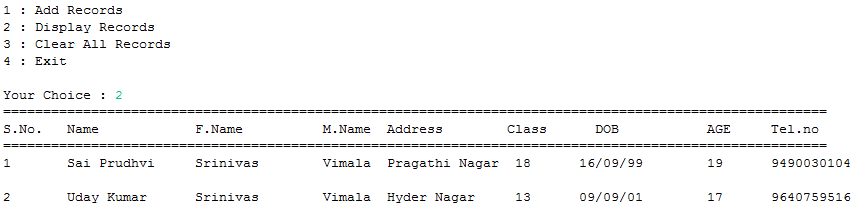 1 : Add Records
2 : Display Records
3 : Clear All Records
4 : Exit
Your Choice : 2
=======================================================================================================
S.No.   Name            F.Name          M.Name  Address        Class      DOB           AGE     Tel.no
=======================================================================================================
1       Sai Prudhvi     Srinivas        Vimala  Pragathi Nagar  18      16/09/99        19      9490030104
2       Uday Kumar      Srinivas        Vimala  Hyder Nagar     13      09/09/01        17      9640759516